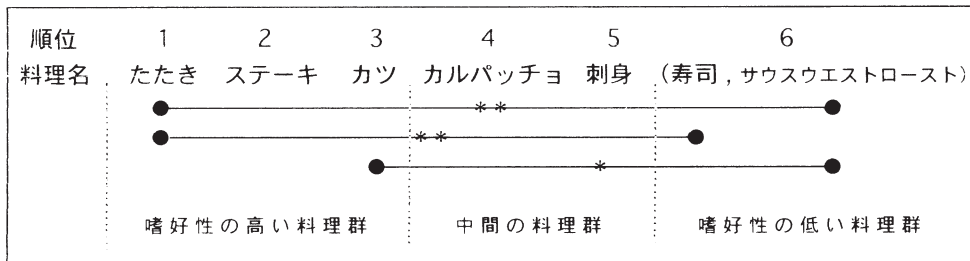 順位 1 2 3 4 5 6
料理名 たたき ステーキ カツ カルパッチョ 刺身 (寿司,サウスウエストロースト)
**
**
*
嗜好性の高い料理群 中間の料理群 嗜好性の低い料理群